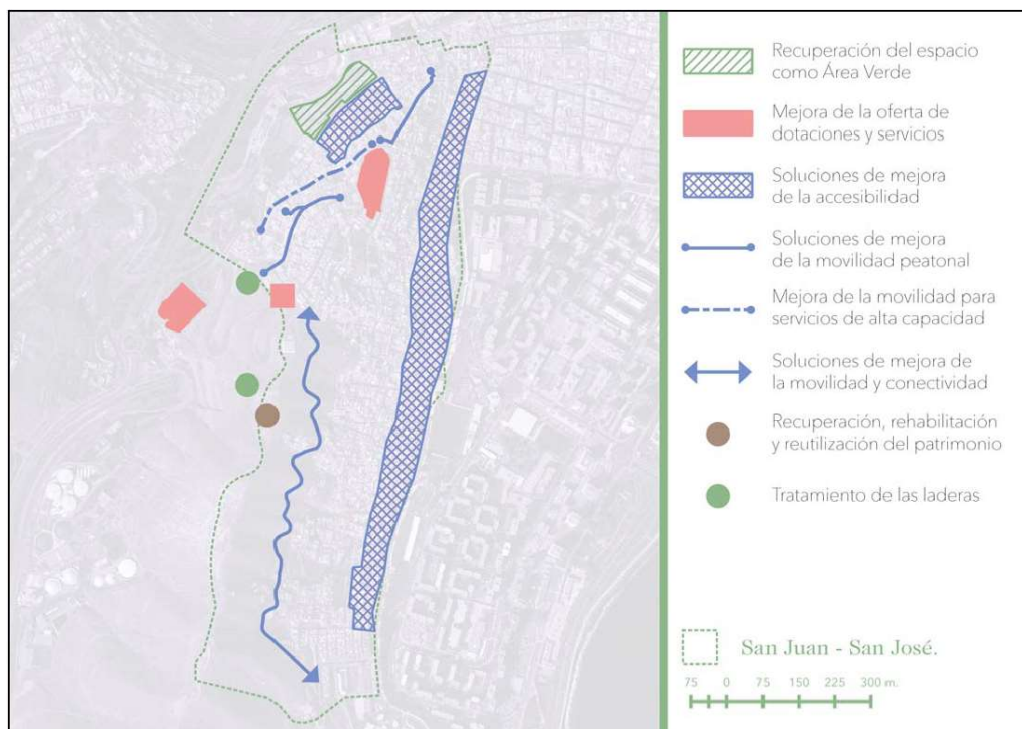 Recuperación del espacio
como Área Verde
Mejora de la oferta de
dotaciones y servicios
Soluciones de mejora
de la accesibilidad
Soluciones de mejora
de la movilidad peatonal
Mejora de la movilidad para
servicios de alta capacidad
Soluciones de mejora de
la movilidad y conectividad
Recuperación, rehabilitación
y reutilización del patrimonio
Tratamiento de las laderas
San Juan - San José.
75 0 75 150 225 300 m.